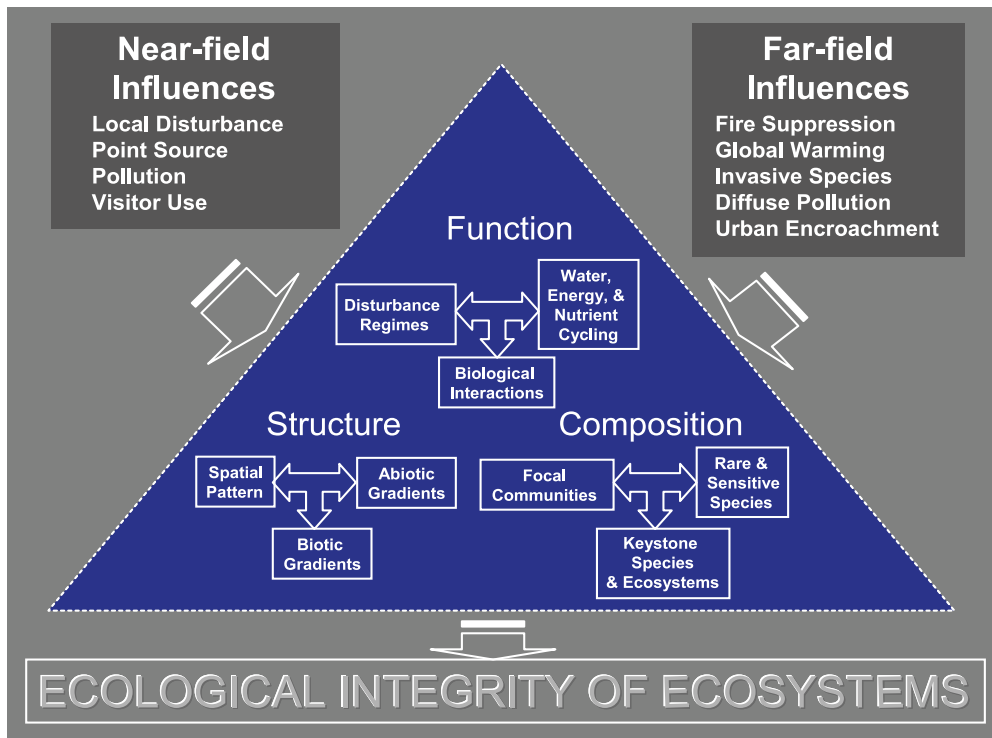 Near-field
Influences
Local Disturbance
Point Source
Pollution
Visitor Use
Far-field
Influences
Fire Suppression
Global Warming
Invasive Species
Diffuse Pollution
Urban Encroachment
Function
Disturbance
Regimes
Water,
Energy, &
Nutrient
Cycling
Biological
Interactions
Structure
Spatial
Pattern
Abiotic
Gradients
Biotic
Gradients
Composition
Focal
Communities
Rare &
Sensitive
Species
Keystone
Species
& Ecosystems
ECOLOGICAL INTEGRITY OF ECOSYSTEMS